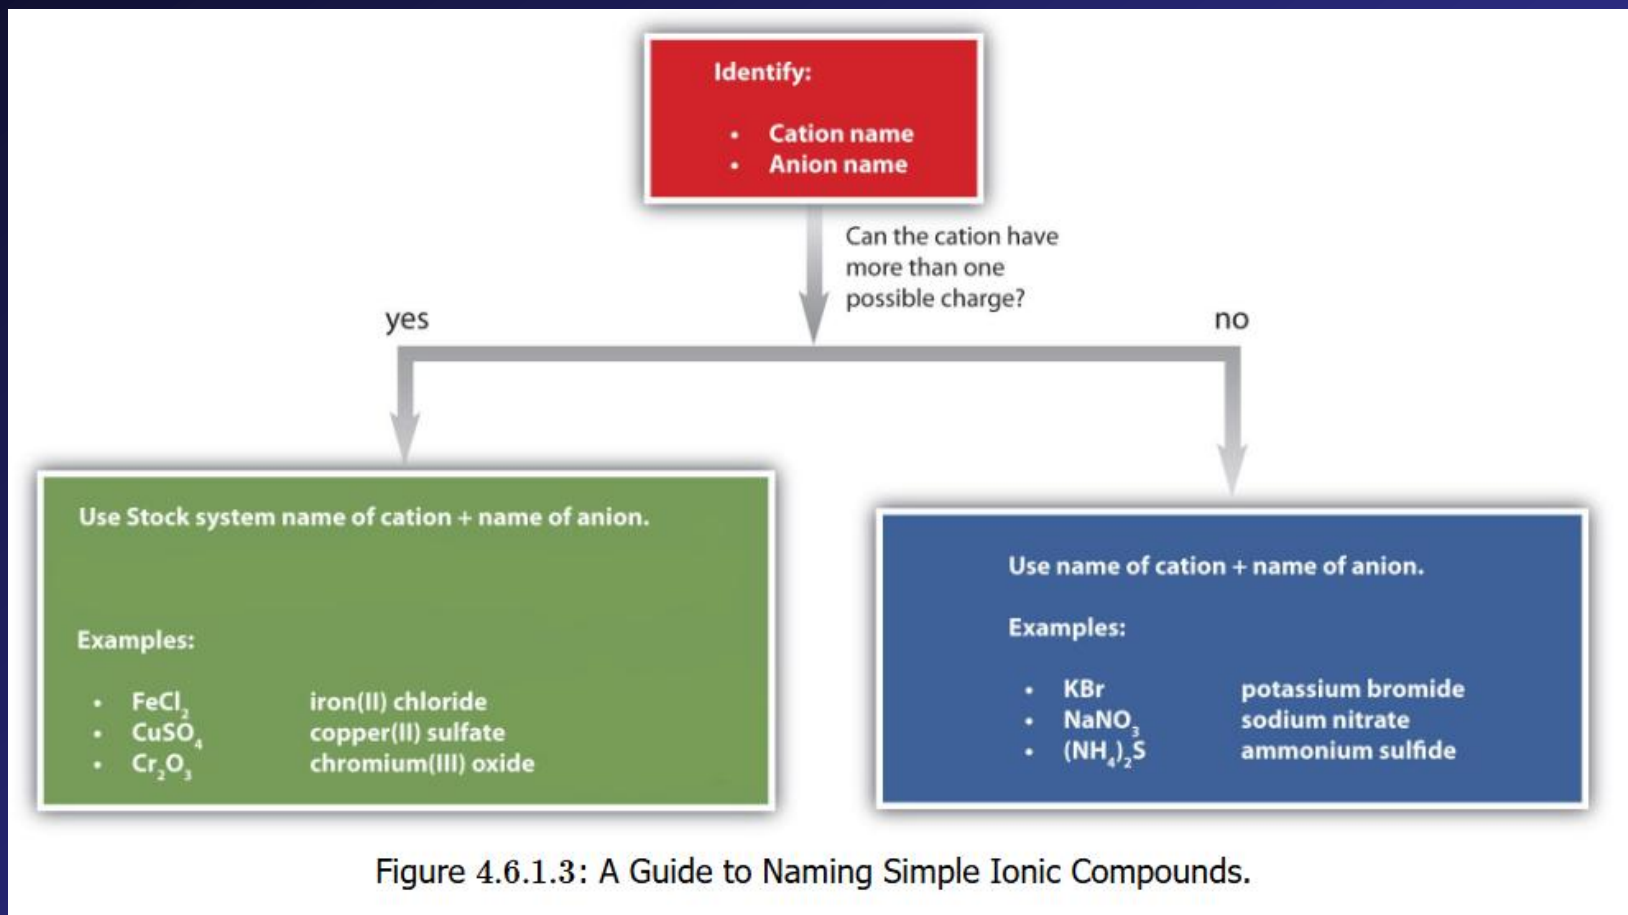 Identify:
• Cation name
• Anion name
Can the cation have
more than one
possible charge?
yes
no
Use Stock system name of cation + name of anion.
Examples:
• FeCl₂ iron(II) chloride
• CuSO₄ copper(II) sulfate
• Cr₂O₃ chromium(III) oxide
Use name of cation + name of anion.
Examples:
• KBr potassium bromide
• NaNO₃ sodium nitrate
• (NH₄)₂S ammonium sulfide
Figure 4.6.1.3: A Guide to Naming Simple Ionic Compounds.